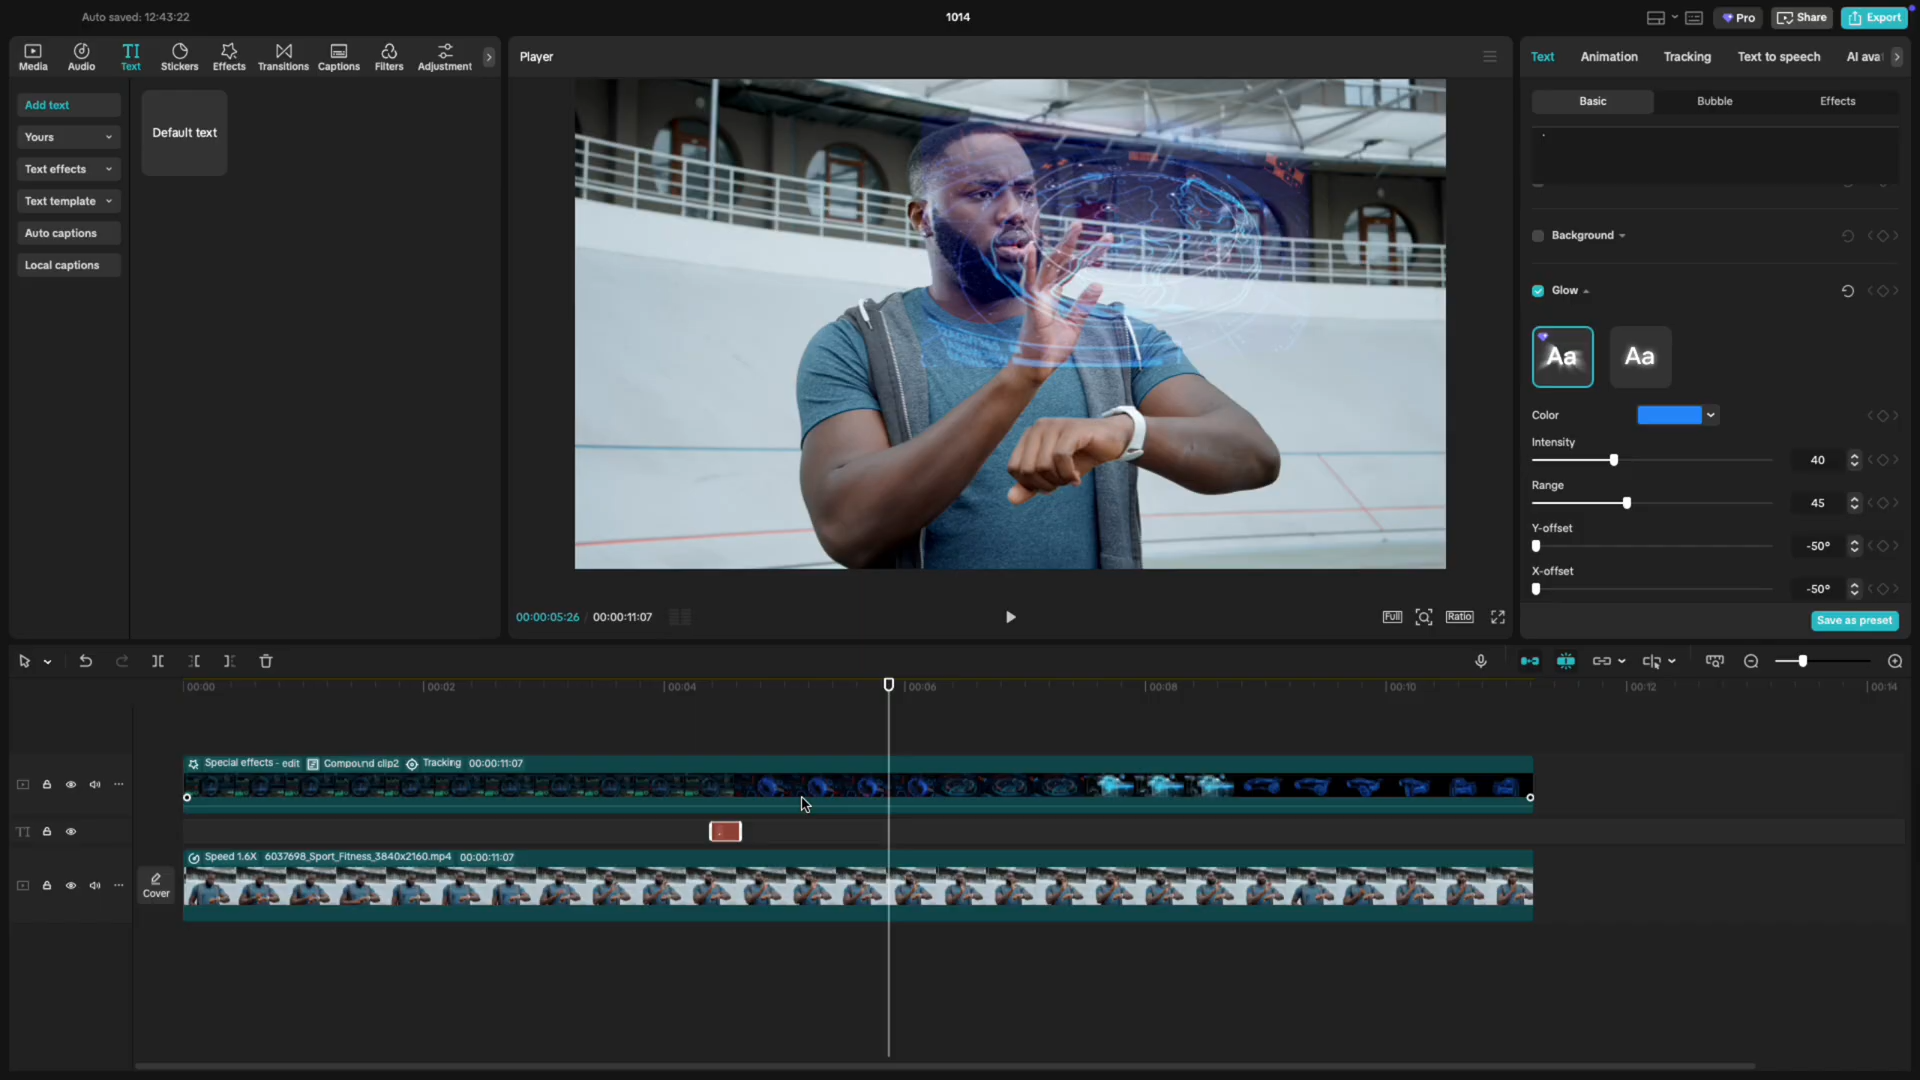 Auto saved: 12:43:22
1014
Pro
Share
Export
Media
Audio
TI
Text
Stickers
Effects
Transitions
Captions
Filters
Adjustment
Add text
Yours
Text effects
Text template
Auto captions
Local captions
Default text
Player
00:00:05:26 / 00:00:11:07
Full
Ratio
Text
Animation
Tracking
Text to speech
AI ava
Basic
Bubble
Effects
Background
Glow
Aa
Aa
Color
Intensity
40
Range
45
Y-offset
-50°
X-offset
-50°
Save as preset
00:00
00:02
00:04
00:06
00:08
00:10
00:12
00:14
Special effects - edit Compound clip2 Tracking 00:00:11:07
TI
Speed 1.6X 6037698_Sport_Fitness_3840x2160.mp4 00:00:11:07
Cover